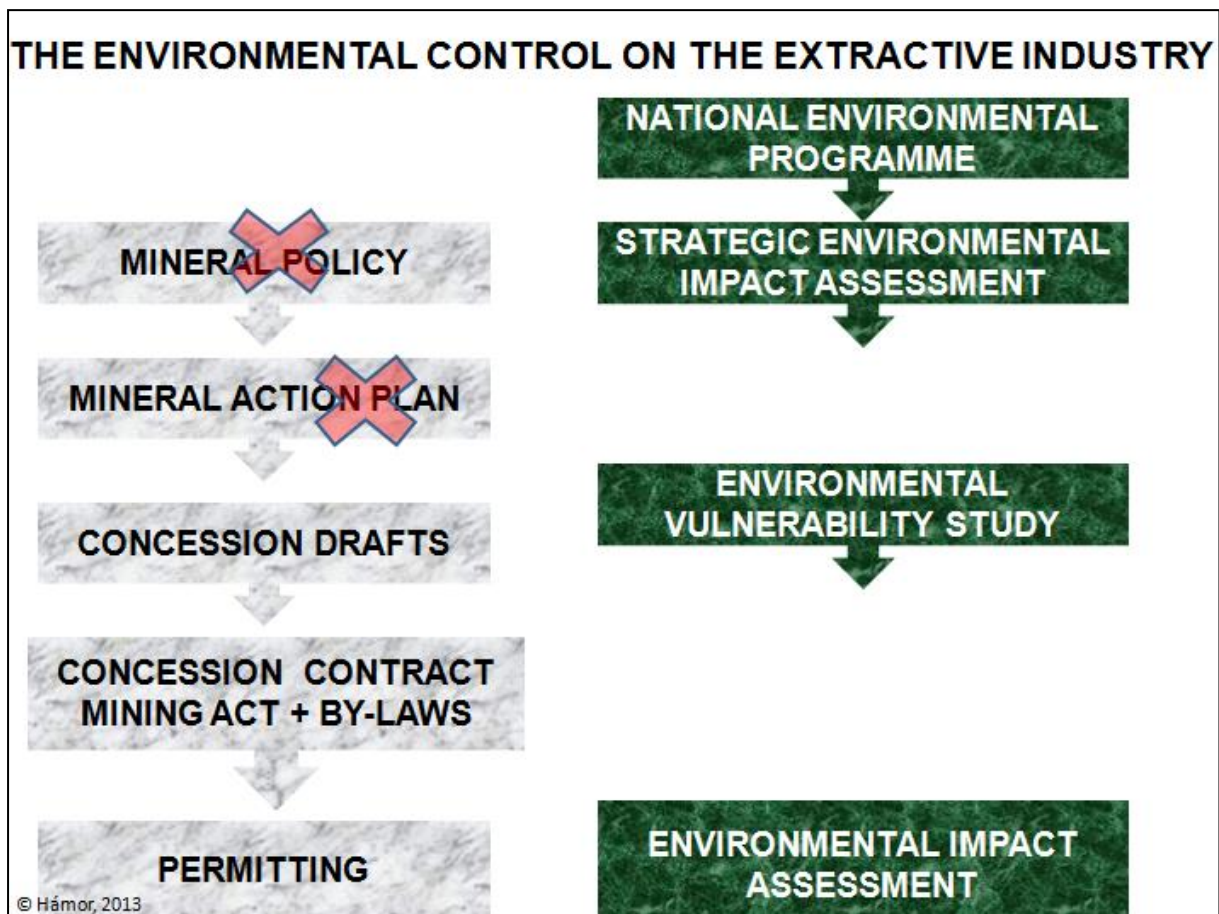 THE ENVIRONMENTAL CONTROL ON THE EXTRACTIVE INDUSTRY
NATIONAL ENVIRONMENTAL
PROGRAMME
MINERAL POLICY
STRATEGIC ENVIRONMENTAL
IMPACT ASSESSMENT
MINERAL ACTION PLAN
CONCESSION DRAFTS
ENVIRONMENTAL
VULNERABILITY STUDY
CONCESSION CONTRACT
MINING ACT + BY-LAWS
PERMITTING
ENVIRONMENTAL IMPACT
ASSESSMENT
© Hámor, 2013